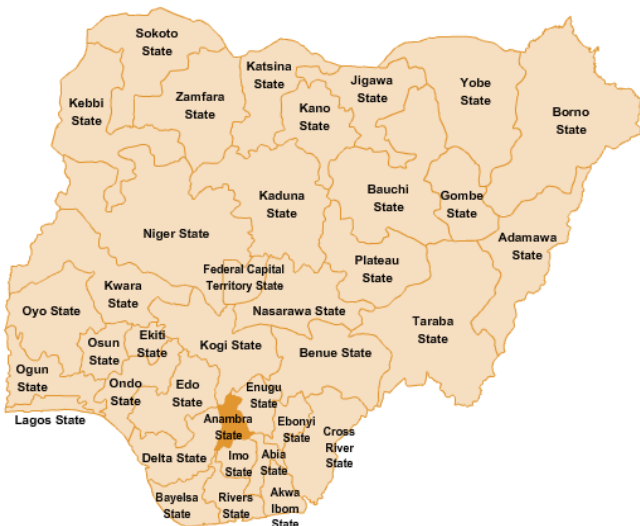 Sokoto
State
Katsina
State
Jigawa
State
Yobe
State
Kebbi
State
Zamfara
State
Kano
State
Borno
State
Kaduna
State
Bauchi
State
Gombe
State
Niger State
Adamawa
State
Federal Capital
Territory State
Plateau
State
Kwara
State
Oyo State
Nasarawa State
Taraba
State
Osun
State
Ekiti
State
Kogi State
Benue State
Ogun
State
Ondo
State
Edo
State
Enugu
State
Lagos State
Anambra
State
Ebonyi
State
Cross
River
State
Delta State
Imo
State
Abia
State
Bayelsa
State
Rivers
State
Akwa
Ibom
State